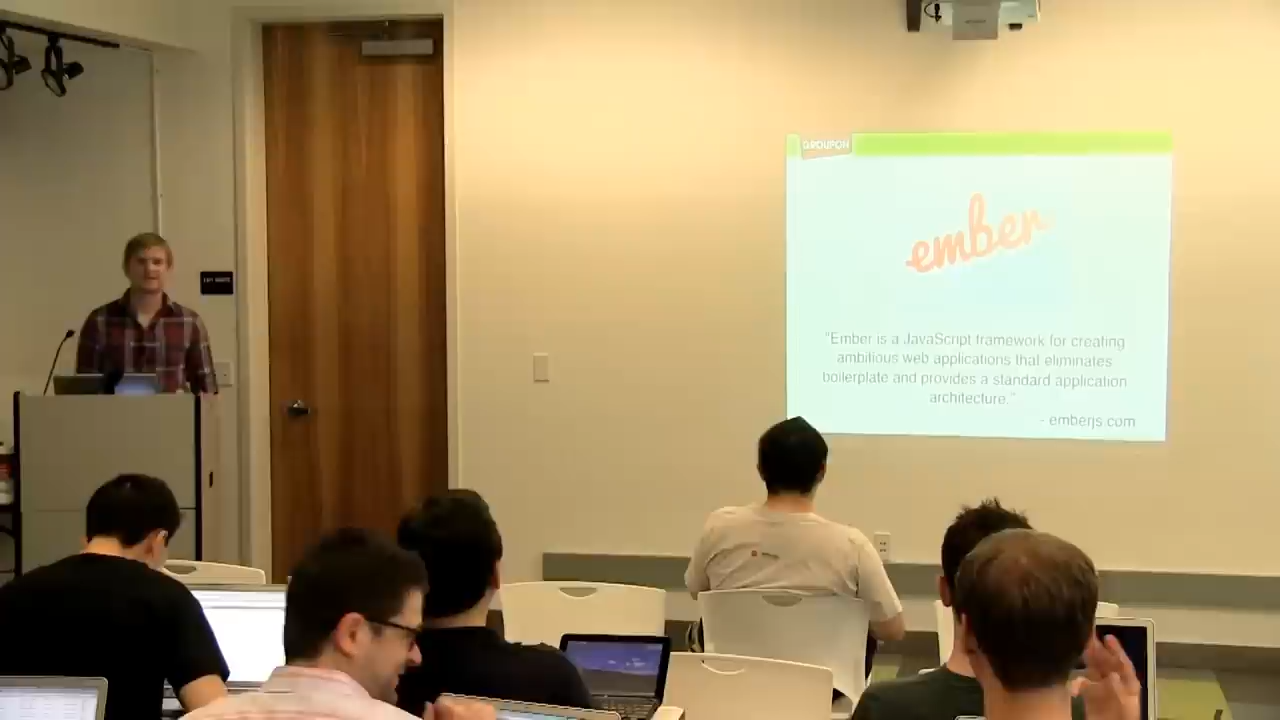 GROUPON
ember
"Ember is a JavaScript framework for creating
ambitious web applications that eliminates
boilerplate and provides a standard application
architecture."
- emberjs.com